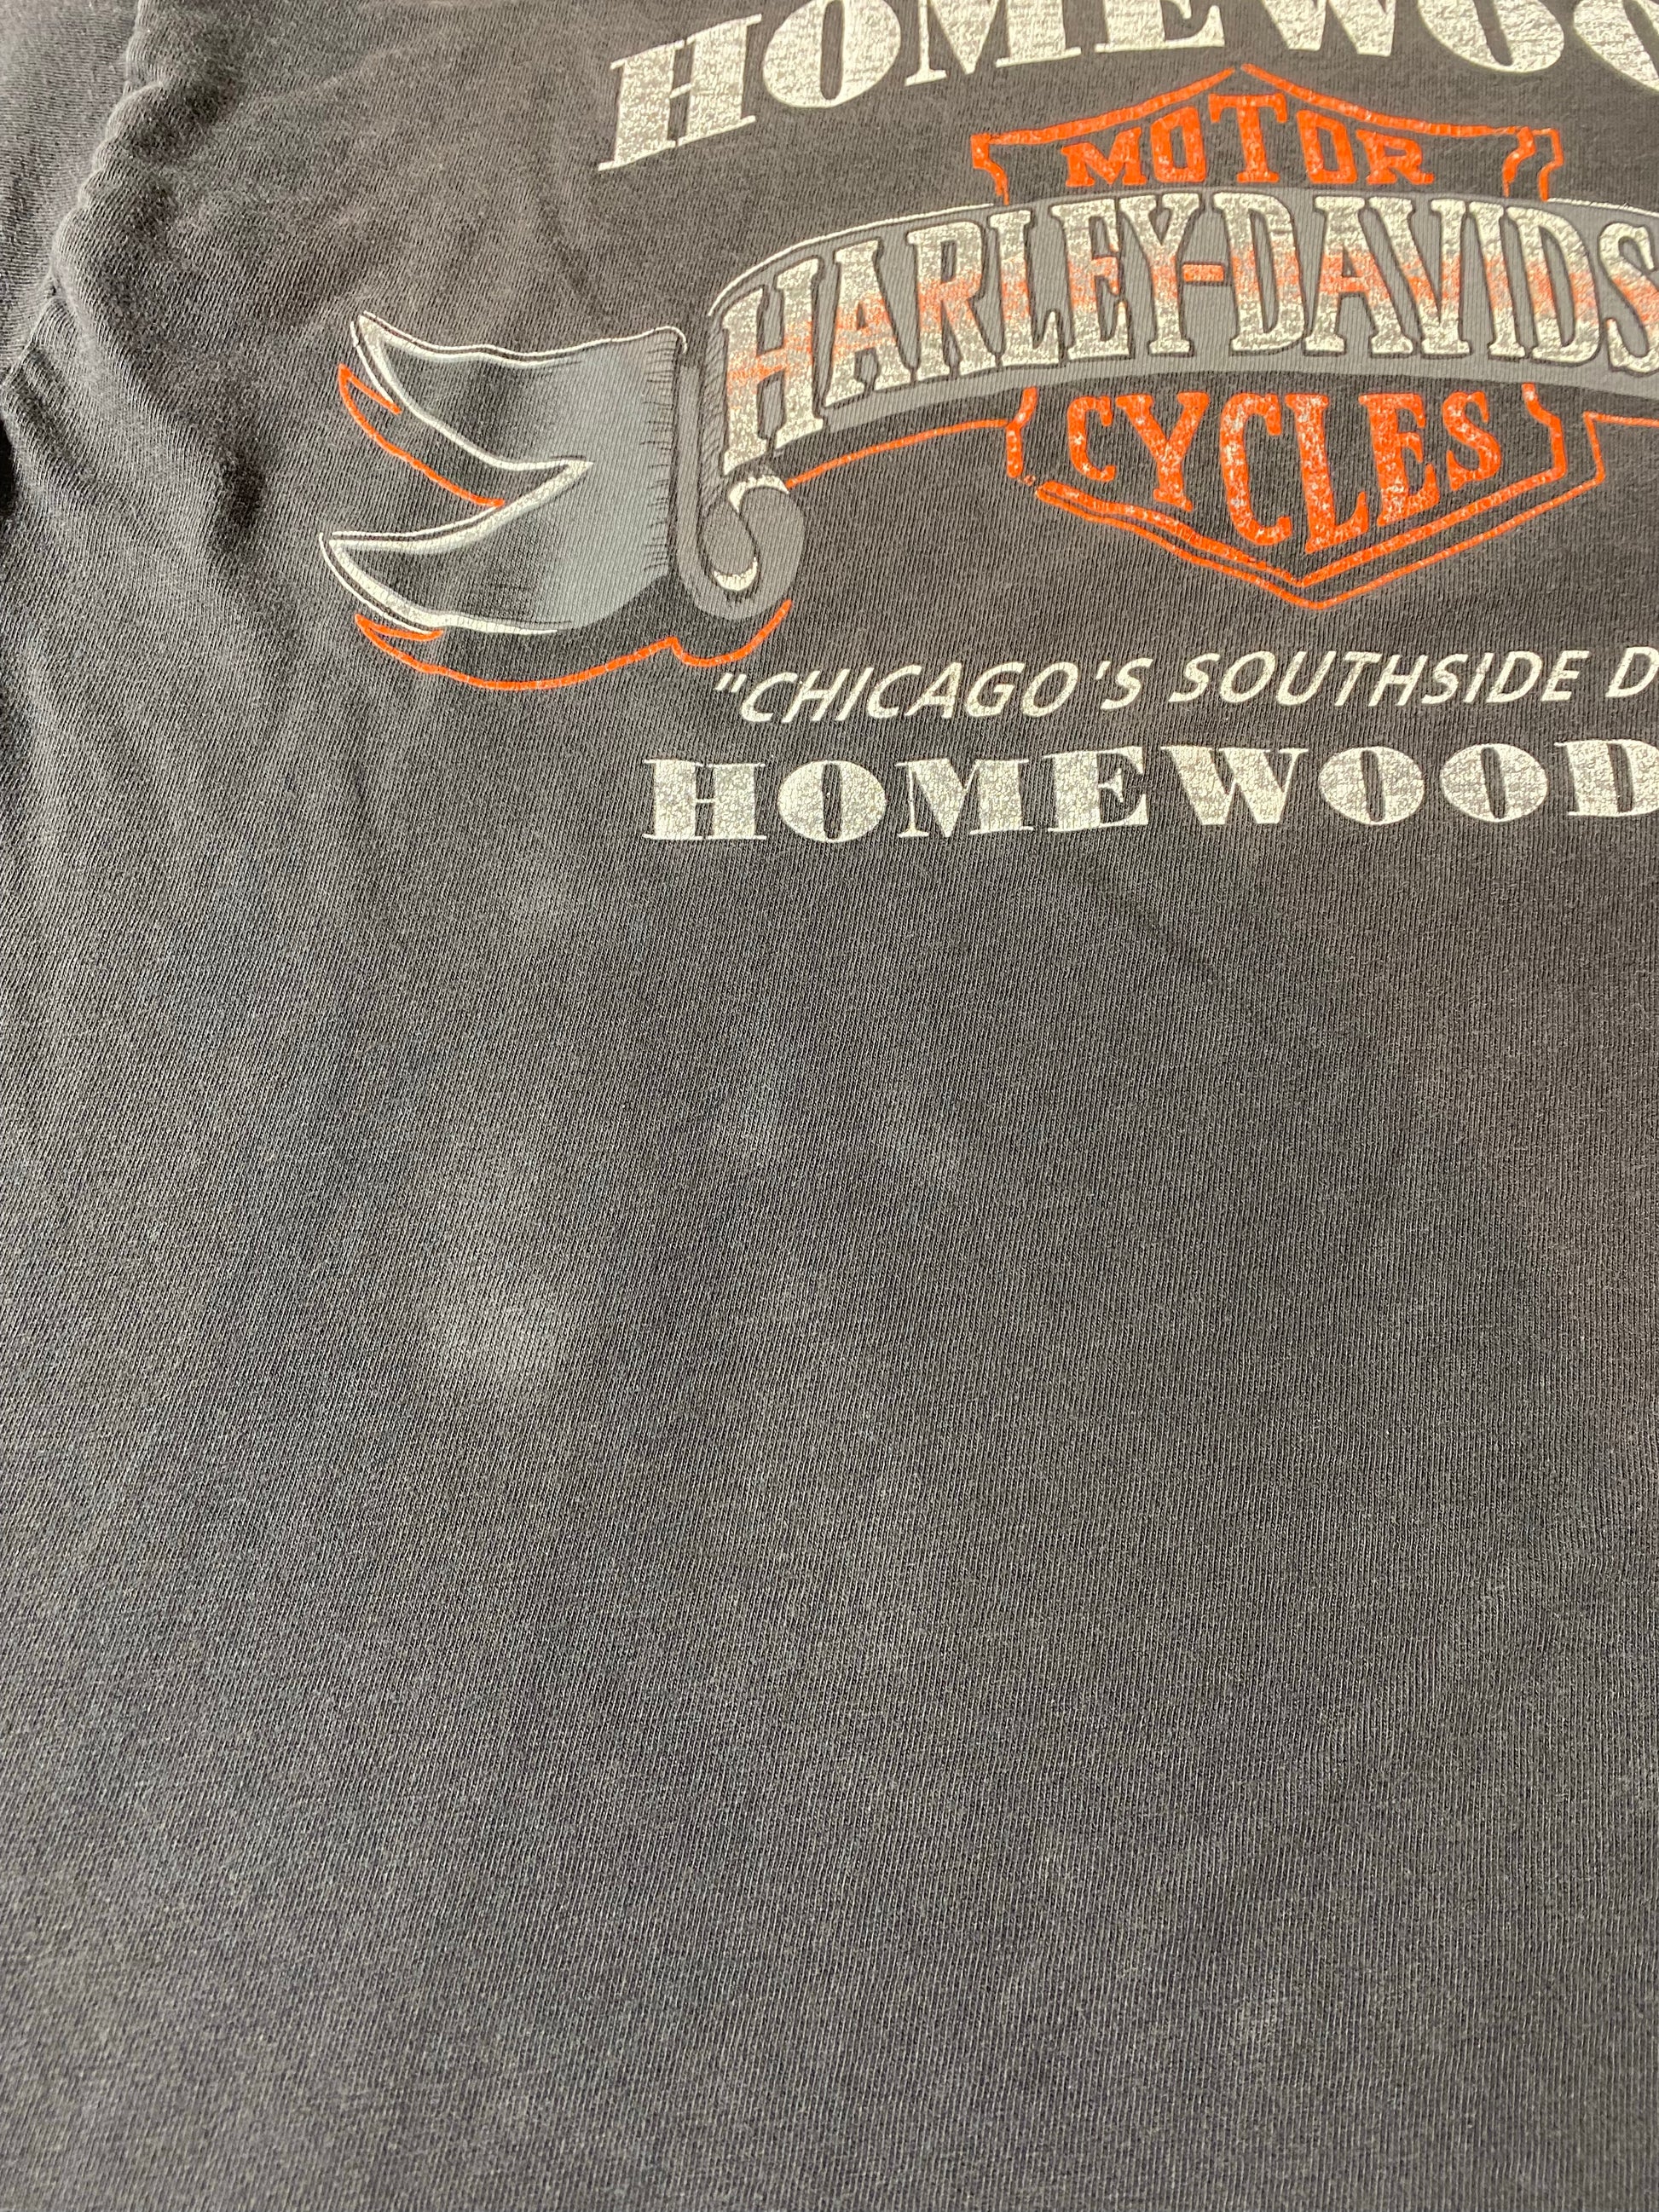 HOMEWOO
MOTOR
HARLEY-DAVIDS
CYCLES
"CHICAGO'S SOUTHSIDE D
HOMEWOOD